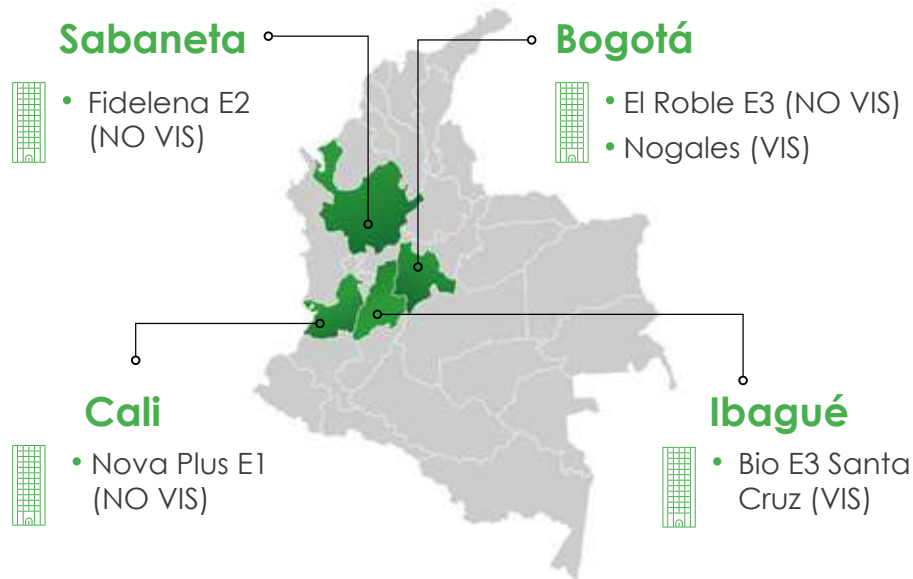 Sabaneta
• Fidelena E2
(NO VIS)
Bogotá
• El Roble E3 (NO VIS)
• Nogales (VIS)
Cali
• Nova Plus E1
(NO VIS)
Ibagué
• Bio E3 Santa
Cruz (VIS)